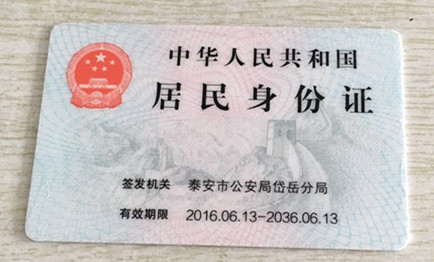 中华人民共和国
居民身份证
签发机关 泰安市公安局岱岳分局
有效期限 2016.06.13-2036.06.13